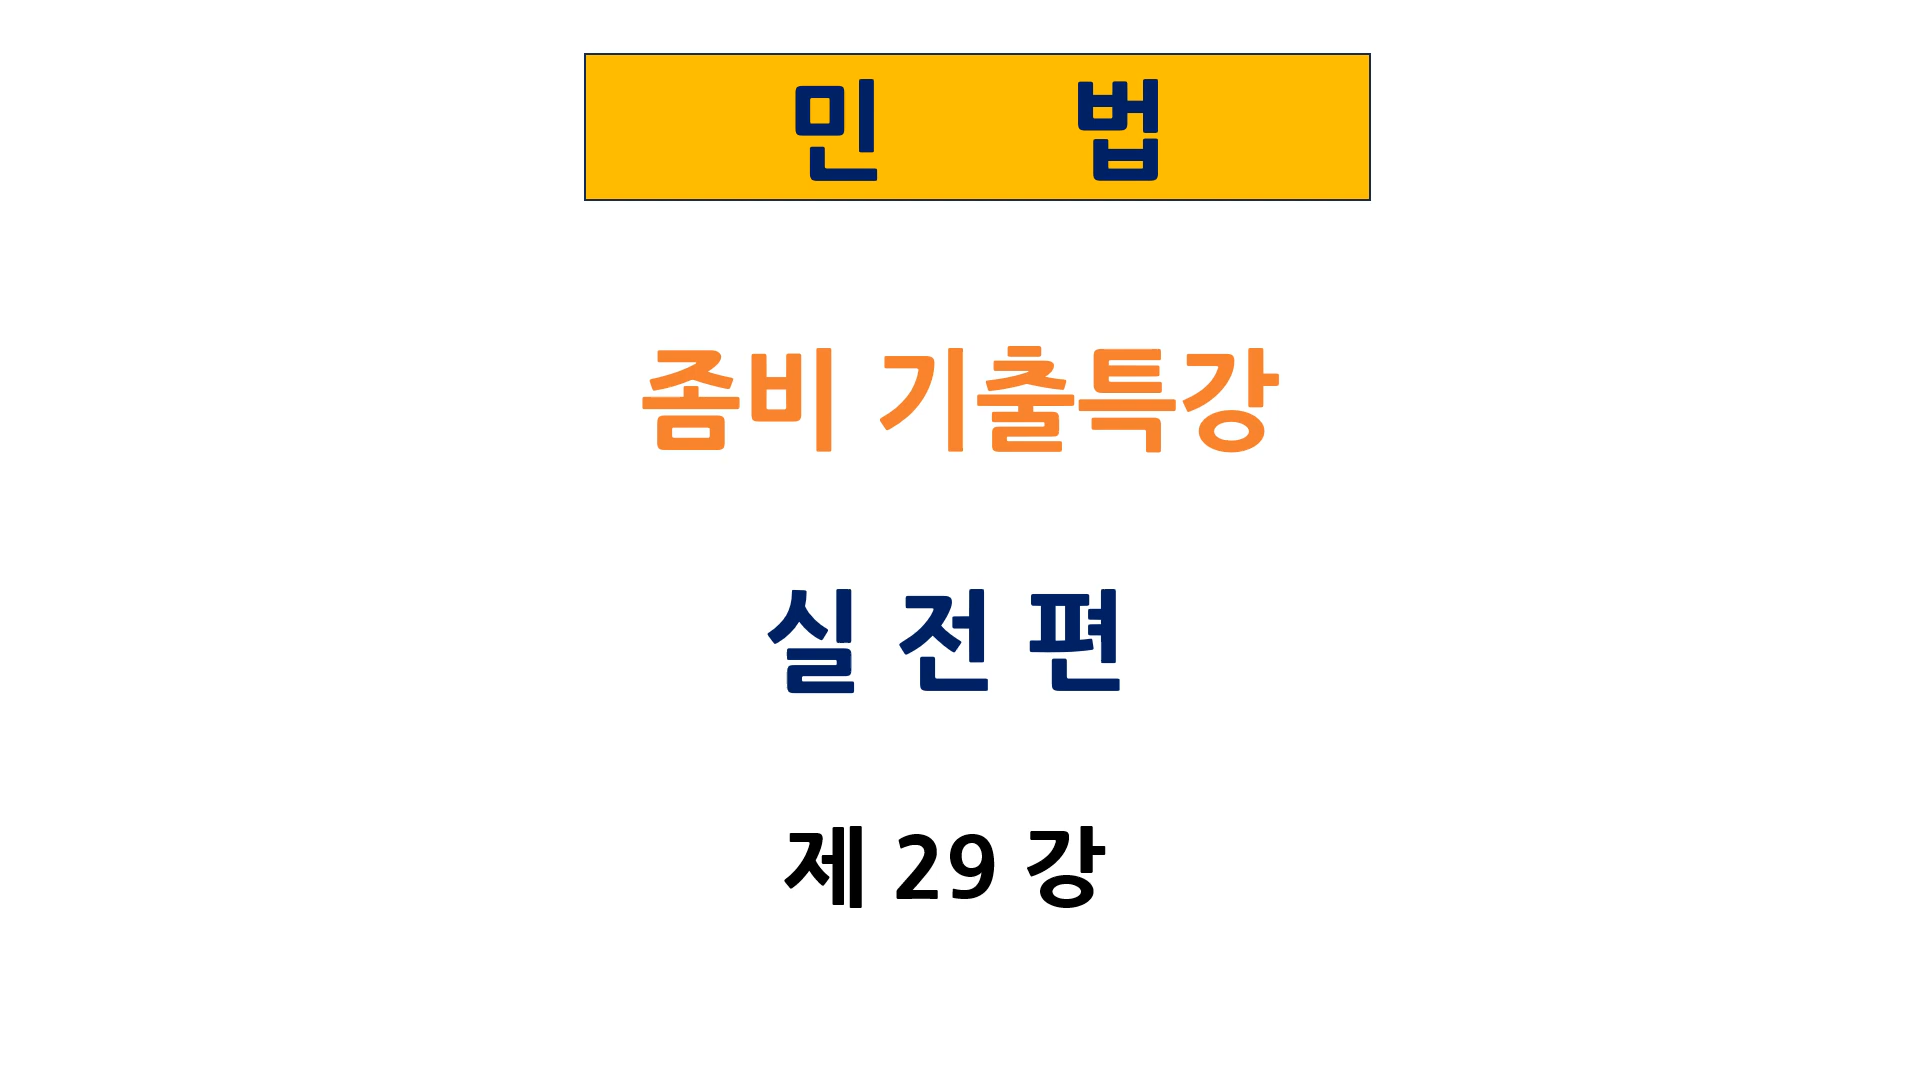 민 법
좀비 기출특강
실 전 편
제 29 강